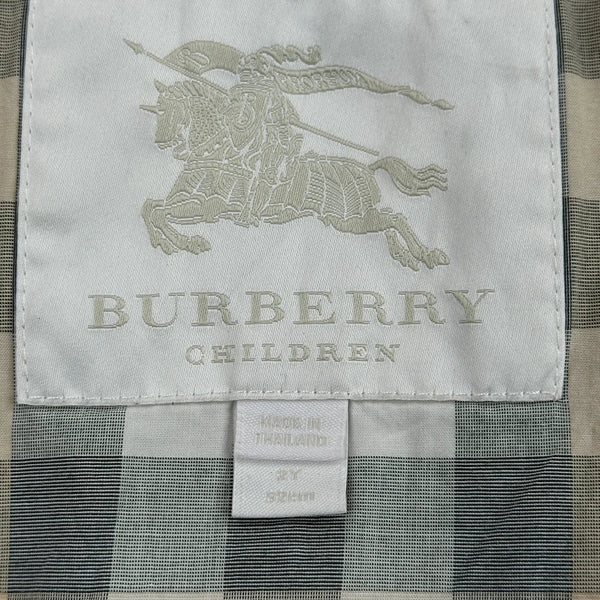 BURBERRY
CHILDREN
MADE IN
THAILAND
2Y
92cm